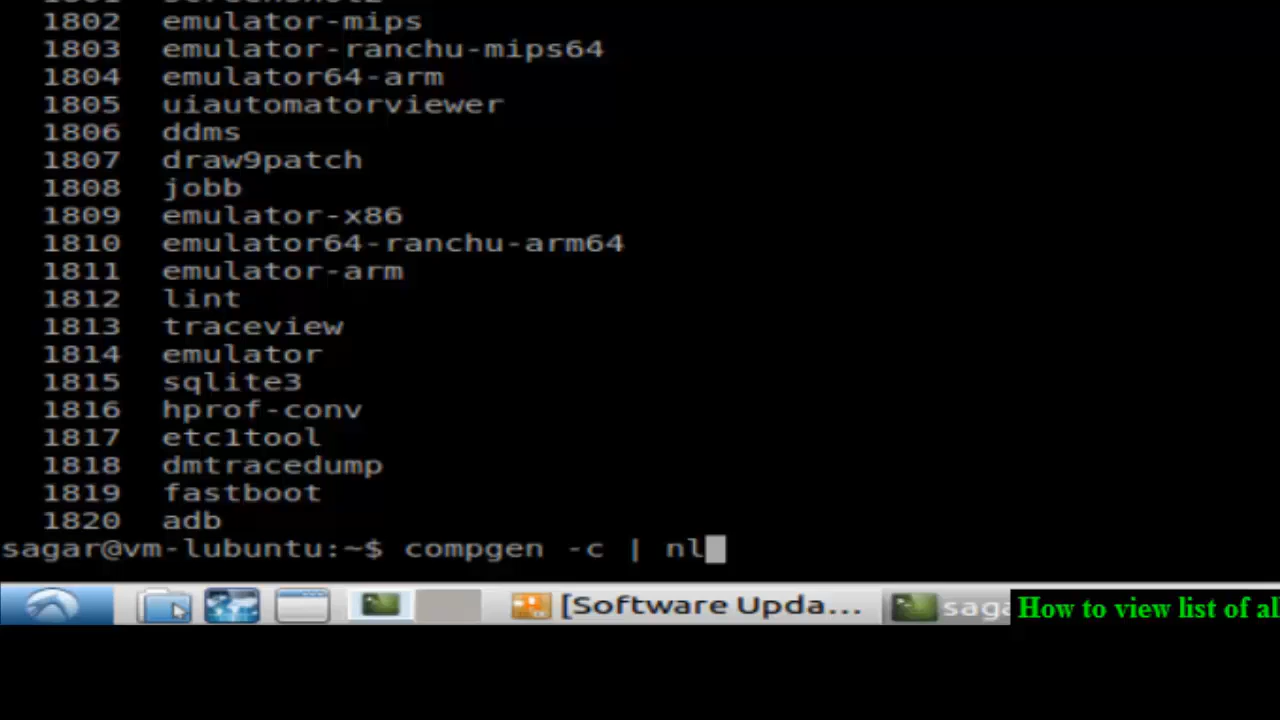 1802 emulator-mips
1803 emulator-ranchu-mips64
1804 emulator64-arm
1805 uiautomatorviewer
1806 ddms
1807 draw9patch
1808 jobb
1809 emulator-x86
1810 emulator64-ranchu-arm64
1811 emulator-arm
1812 lint
1813 traceview
1814 emulator
1815 sqlite3
1816 hprof-conv
1817 etc1tool
1818 dmtracedump
1819 fastboot
1820 adb
sagar@vm-lubuntu:~$ compgen -c | nl
[Software Upda... saga How to view list of al